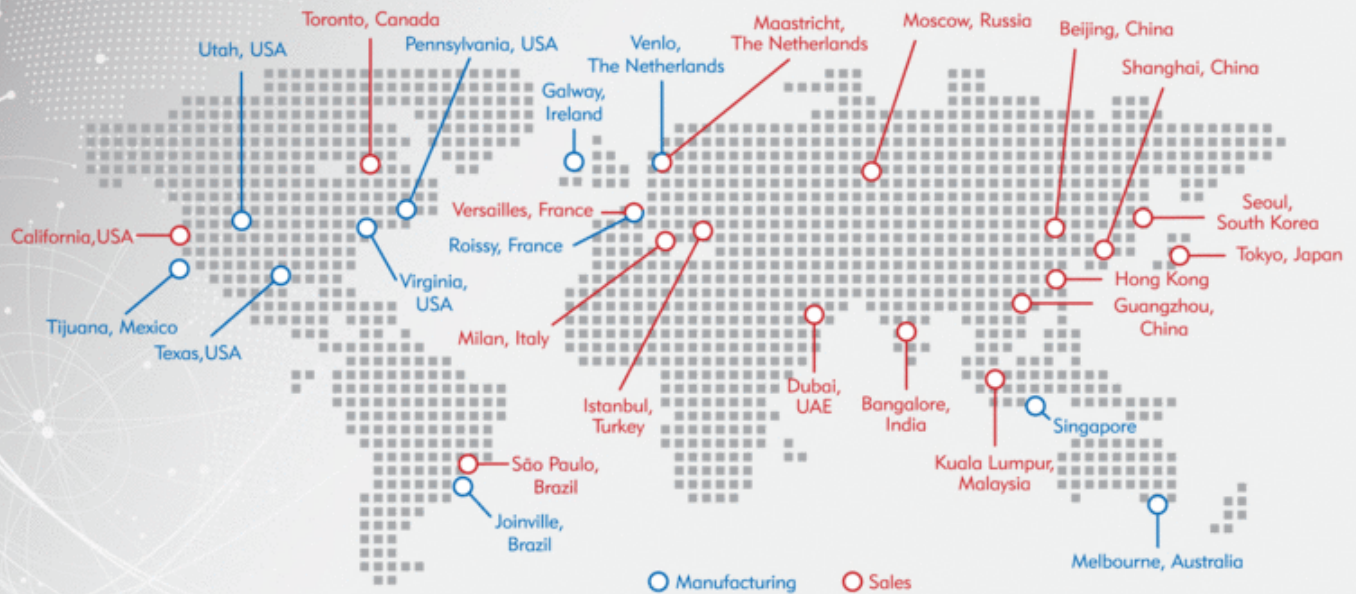 Toronto, Canada
Utah, USA
Pennsylvania, USA
Venlo,
The Netherlands
Maastricht,
The Netherlands
Moscow, Russia
Beijing, China
Shanghai, China
Galway,
Ireland
California,USA
Versailles, France
Roissy, France
Seoul,
South Korea
Tokyo, Japan
Virginia,
USA
Hong Kong
Guangzhou,
China
Tijuana, Mexico
Texas,USA
Milan, Italy
Istanbul,
Turkey
Dubai,
UAE
Bangalore,
India
Singapore
Kuala Lumpur,
Malaysia
São Paulo,
Brazil
Joinville,
Brazil
Melbourne, Australia
Manufacturing
Sales